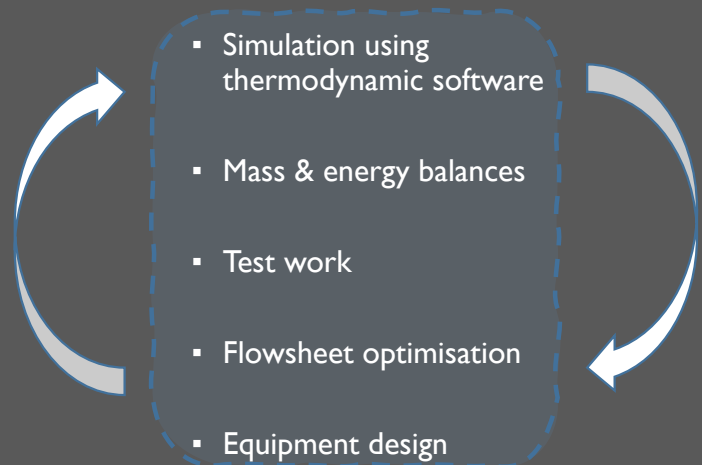 ▪ Simulation using
thermodynamic software
▪ Mass & energy balances
▪ Test work
▪ Flowsheet optimisation
▪ Equipment design